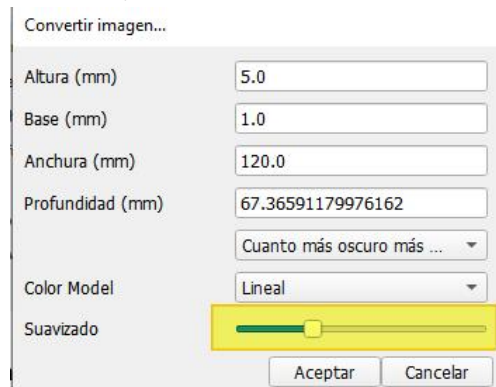 Convertir imagen...
Altura (mm) 5.0
Base (mm) 1.0
Anchura (mm) 120.0
Profundidad (mm) 67.36591179976162
Cuanto más oscuro más ...
Color Model Lineal
Suavizado
Aceptar Cancelar